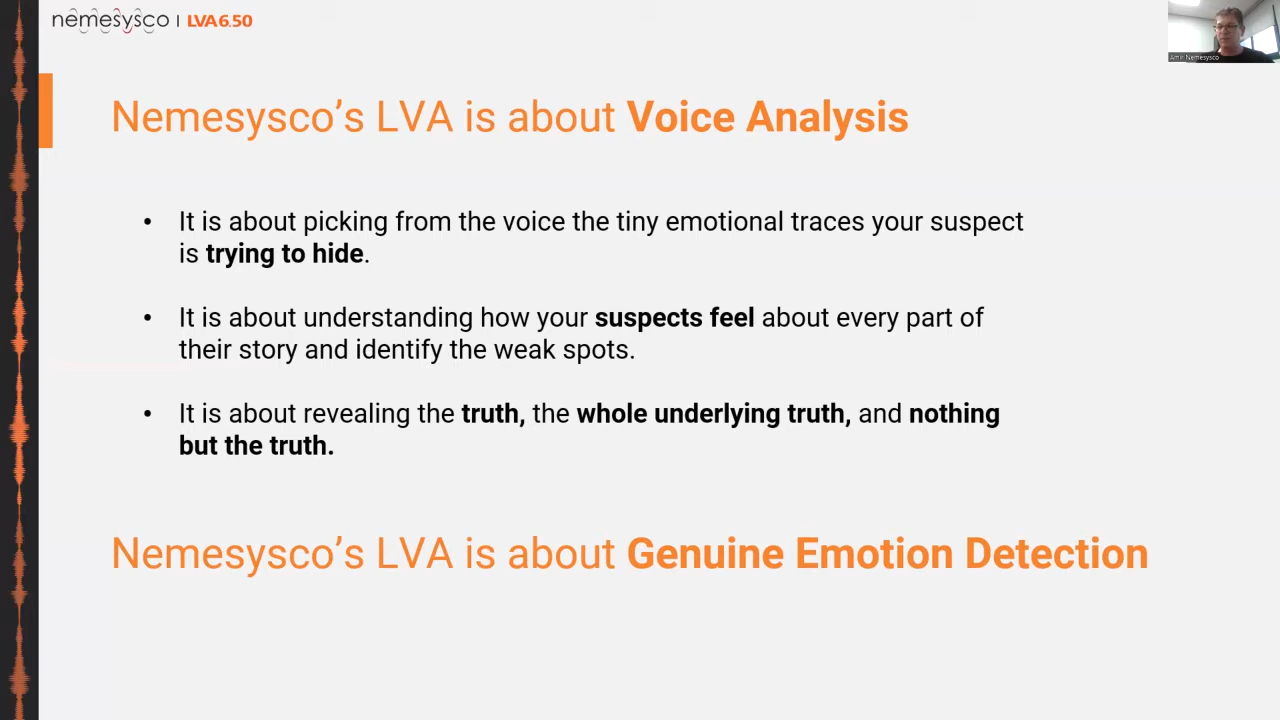 nemesysco | LVA6.50
Amir Nemesysco
Nemesysco’s LVA is about Voice Analysis
• It is about picking from the voice the tiny emotional traces your suspect
is trying to hide.
• It is about understanding how your suspects feel about every part of
their story and identify the weak spots.
• It is about revealing the truth, the whole underlying truth, and nothing
but the truth.
Nemesysco’s LVA is about Genuine Emotion Detection